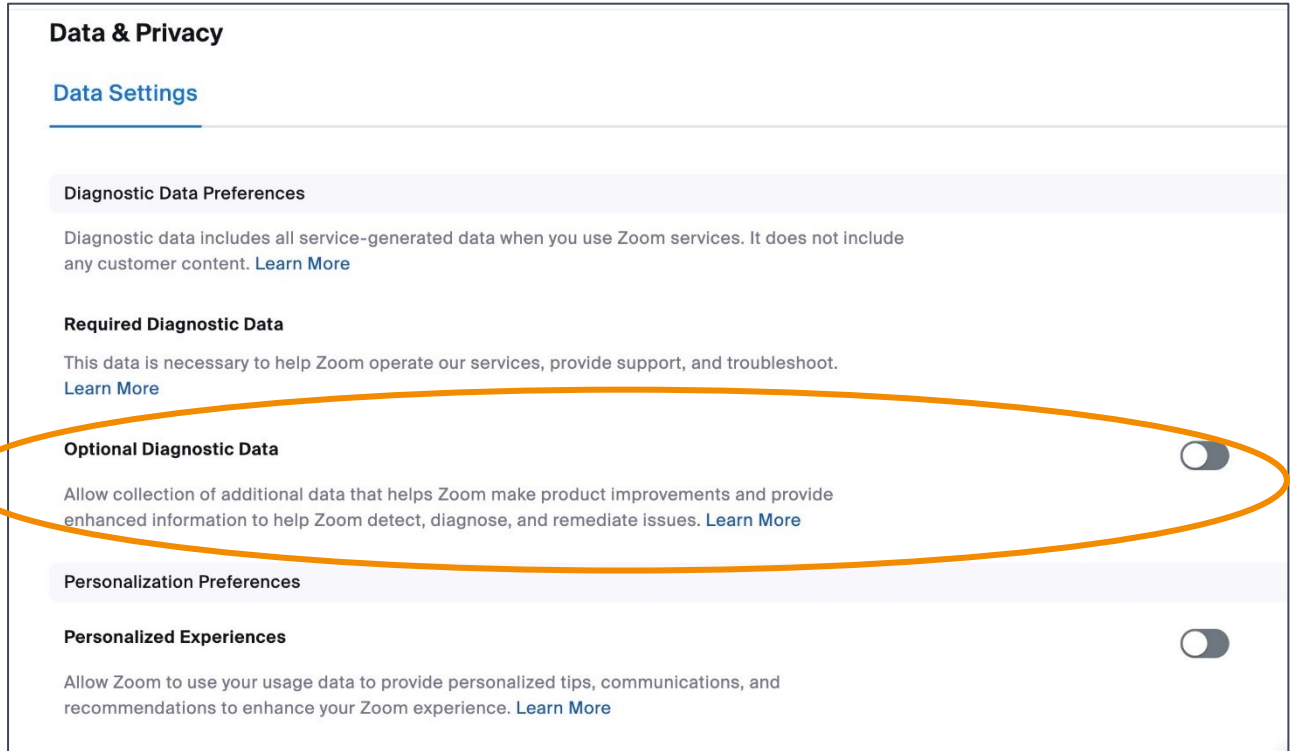 Data & Privacy
Data Settings
Diagnostic Data Preferences
Diagnostic data includes all service-generated data when you use Zoom services. It does not include
any customer content. Learn More
Required Diagnostic Data
This data is necessary to help Zoom operate our services, provide support, and troubleshoot.
Learn More
Optional Diagnostic Data
Allow collection of additional data that helps Zoom make product improvements and provide
enhanced information to help Zoom detect, diagnose, and remediate issues. Learn More
Personalization Preferences
Personalized Experiences
Allow Zoom to use your usage data to provide personalized tips, communications, and
recommendations to enhance your Zoom experience. Learn More